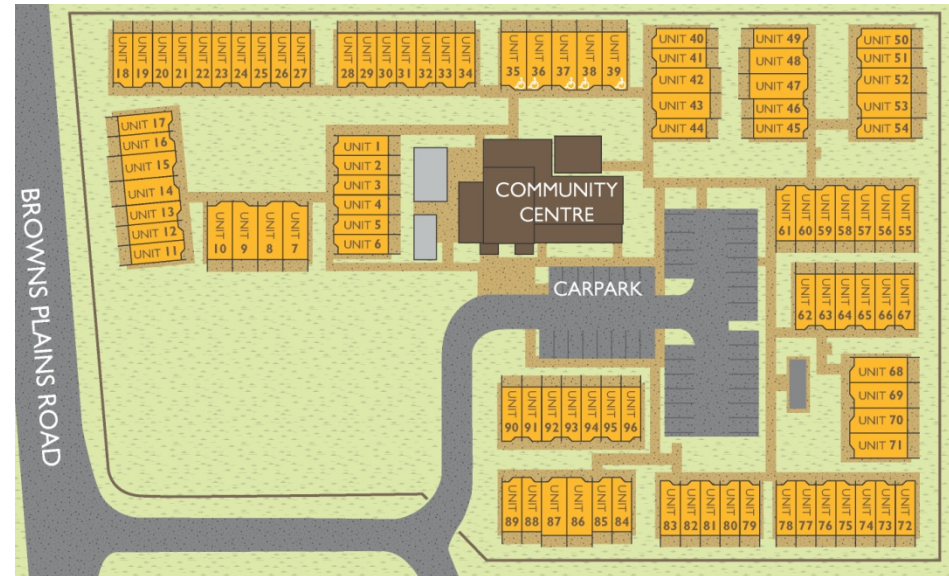 UNIT 18
UNIT 19
UNIT 20
UNIT 21
UNIT 22
UNIT 23
UNIT 24
UNIT 25
UNIT 26
UNIT 27
UNIT 28
UNIT 29
UNIT 30
UNIT 31
UNIT 32
UNIT 33
UNIT 34
UNIT 35
UNIT 36
UNIT 37
UNIT 38
UNIT 39
UNIT 40
UNIT 41
UNIT 42
UNIT 43
UNIT 44
UNIT 49
UNIT 48
UNIT 47
UNIT 46
UNIT 45
UNIT 50
UNIT 51
UNIT 52
UNIT 53
UNIT 54
UNIT 17
UNIT 16
UNIT 15
UNIT 14
UNIT 13
UNIT 12
UNIT 11
UNIT 10
UNIT 9
UNIT 8
UNIT 7
UNIT 1
UNIT 2
UNIT 3
UNIT 4
UNIT 5
UNIT 6
COMMUNITY
CENTRE
UNIT 61
UNIT 60
UNIT 59
UNIT 58
UNIT 57
UNIT 56
UNIT 55
BROWNS PLAINS ROAD
CARPARK
UNIT 62
UNIT 63
UNIT 64
UNIT 65
UNIT 66
UNIT 67
UNIT 68
UNIT 69
UNIT 70
UNIT 71
UNIT 90
UNIT 91
UNIT 92
UNIT 93
UNIT 94
UNIT 95
UNIT 96
UNIT 89
UNIT 88
UNIT 87
UNIT 86
UNIT 85
UNIT 84
UNIT 83
UNIT 82
UNIT 81
UNIT 80
UNIT 79
UNIT 78
UNIT 77
UNIT 76
UNIT 75
UNIT 74
UNIT 73
UNIT 72